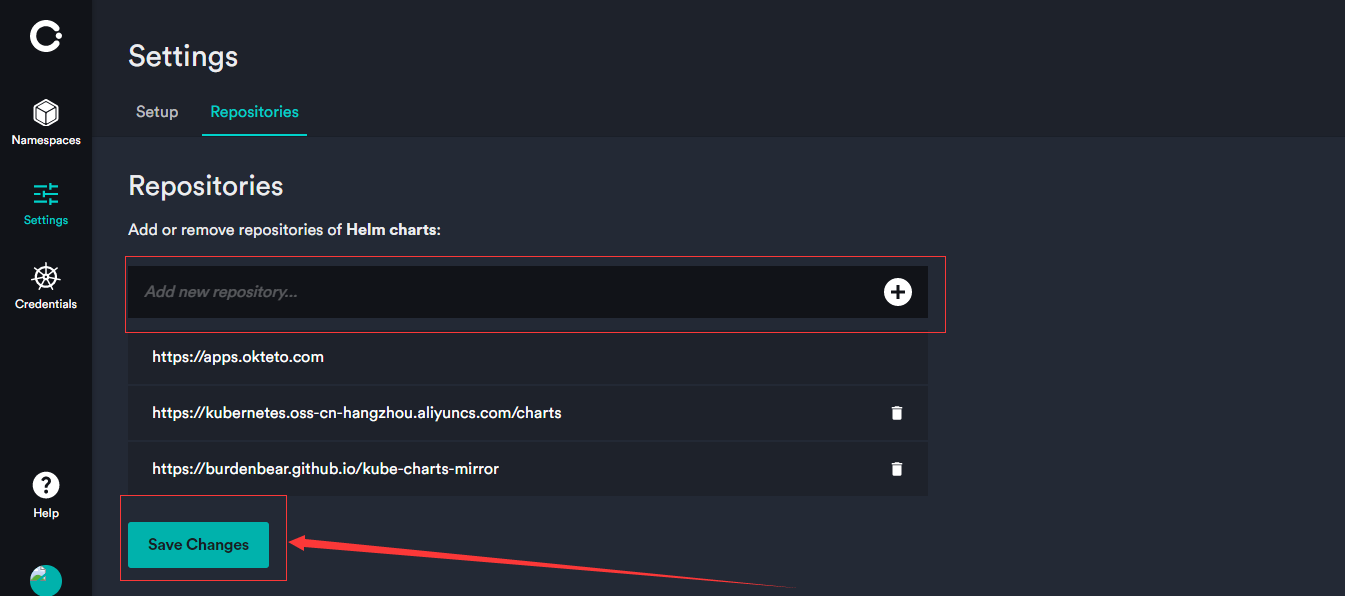 Settings
Setup
Repositories
Namespaces
Settings
Credentials
Help
Repositories
Add or remove repositories of Helm charts:
Add new repository...
https://apps.okteto.com
https://kubernetes.oss-cn-hangzhou.aliyuncs.com/charts
https://burdenbear.github.io/kube-charts-mirror
Save Changes